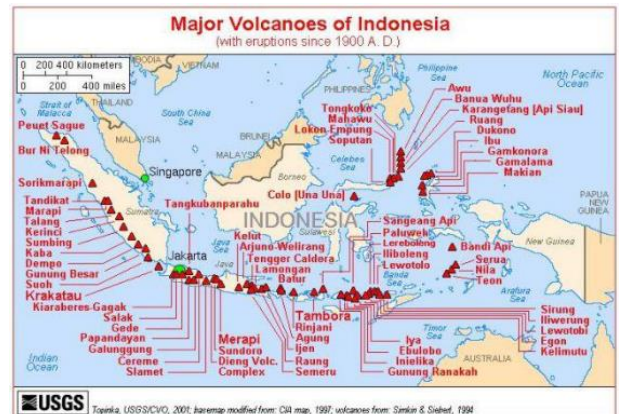 Major Volcanoes of Indonesia
(with eruptions since 1900 A.D.)
0 200 400 kilometers
0 200 400 miles
CAMBODIA
VIETNAM
THAILAND
Strait of
Malacca
MALAYSIA
South China
Sea
BRUNEI
MALAYSIA
PHILIPPINES
Philippine
Sea
North Pacific
Ocean
Celebes
Sea
Borneo
Singapore
Sumatra
INDONESIA
Sulawesi
Java
Sea
Java
Jakarta
Banda
Sea
Timor
Sea
Arafura
Sea
New Guinea
PAPUA
NEW
GUINEA
AUSTRALIA
Indian
Ocean
Peuet Sague
Bur Ni Telong
Sorikmarapi
Tandikat
Marapi
Talang
Kerinci
Sumbing
Kaba
Dempo
Gunung Besar
Suoh
Krakatau
Kiaraberes-Gagak
Salak
Gede
Papandayan
Galunggung
Cereme
Slamet
Tangkubanparahu
Merapi
Sundoro
Dieng Volc.
Complex
Kelut
Arjuno-Welirang
Tengger Caldera
Lamongan
Batur
Tambora
Rinjani
Agung
Ijen
Raung
Semeru
Colo [Una Una]
Tongkoko
Mahawu
Lokon Empung
Soputan
Awu
Banua Wuhu
Karangetang [Api Siau]
Ruang
Dukono
Ibu
Gamkonora
Gamalama
Makian
Sangeang Api
Paluweh
Lereboleng
Iliboleng
Lewotolo
Bandi Api
Serua
Nila
Teon
Sirung
Iliwerung
Lewotobi
Egon
Kelimutu
Iya
Ebulobo
Inielika
Gunung Ranakah
USGS
Topinka, USGS/CVO, 2001; basemap modified from: CIA map, 1997; volcanoes from: Simkin & Siebert, 1994